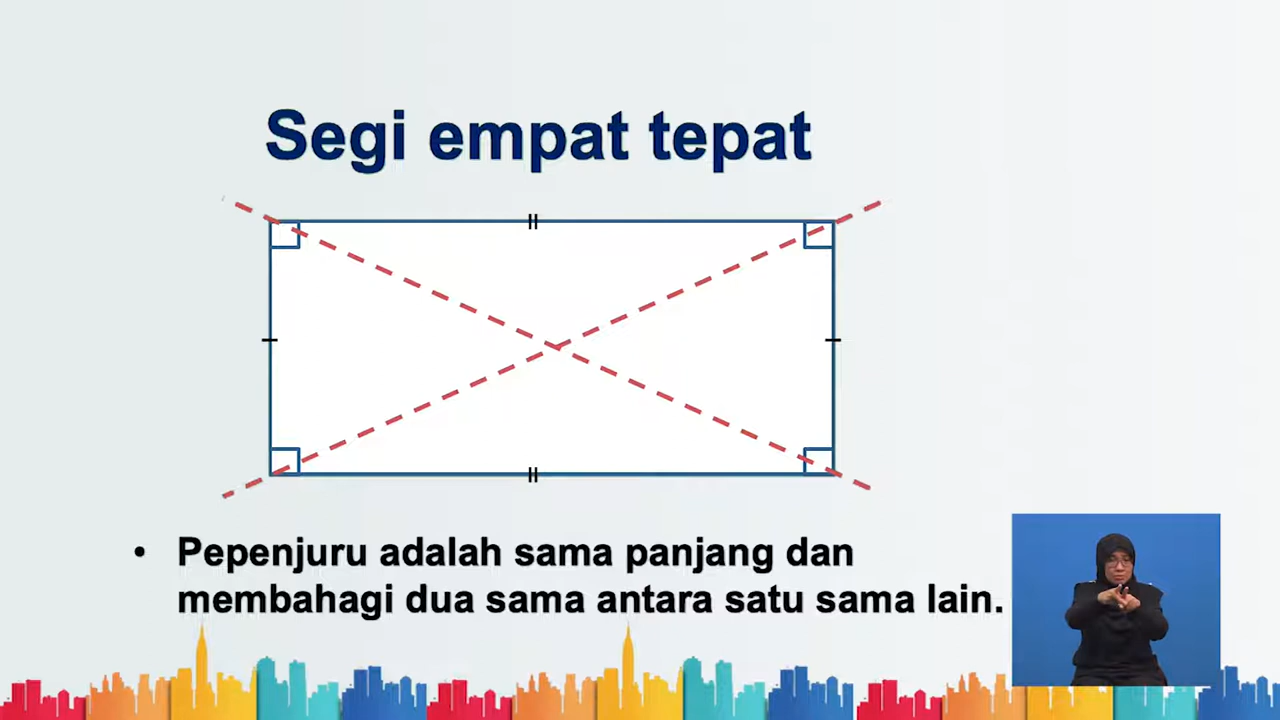 Segi empat tepat
• Pepenjuru adalah sama panjang dan
membahagi dua sama antara satu sama lain.